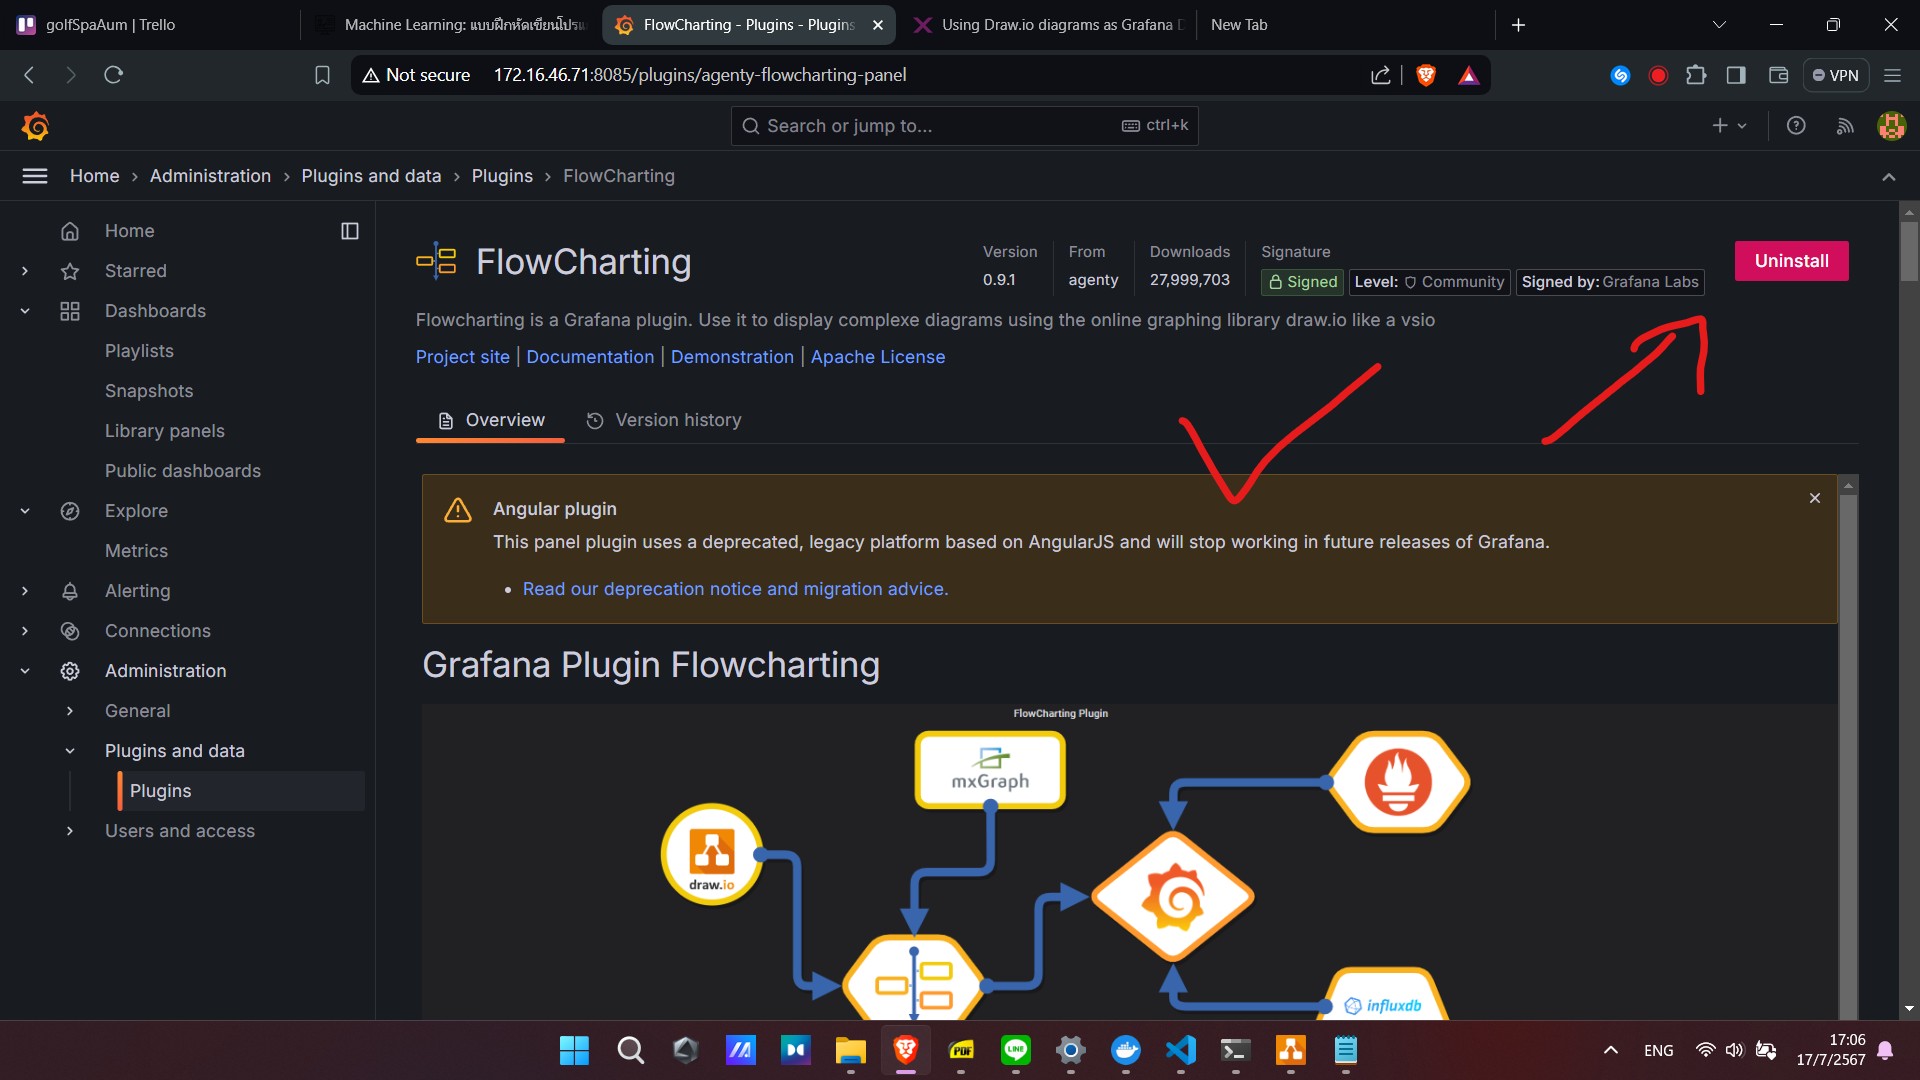 golfSpaAum | Trello
Machine Learning: แบบฝึกหัดเขียนโปรแ
FlowCharting - Plugins - Plugins
Using Draw.io diagrams as Grafana D
New Tab
Not secure 172.16.46.71:8085/plugins/agenty-flowcharting-panel
VPN
Search or jump to... ctrl+k
Home › Administration › Plugins and data › Plugins › FlowCharting
Home
Starred
Dashboards
Playlists
Snapshots
Library panels
Public dashboards
Explore
Metrics
Alerting
Connections
Administration
General
Plugins and data
Plugins
Users and access
FlowCharting
Version
0.9.1
From
agenty
Downloads
27,999,703
Signature
Signed Level: Community Signed by: Grafana Labs
Uninstall
Flowcharting is a Grafana plugin. Use it to display complexe diagrams using the online graphing library draw.io like a vsio
Project site | Documentation | Demonstration | Apache License
Overview Version history
Angular plugin
This panel plugin uses a deprecated, legacy platform based on AngularJS and will stop working in future releases of Grafana.
• Read our deprecation notice and migration advice.
Grafana Plugin Flowcharting
FlowCharting Plugin
mxGraph
draw.io
influxdb
PDF
LINE
ENG
17:06
17/7/2567